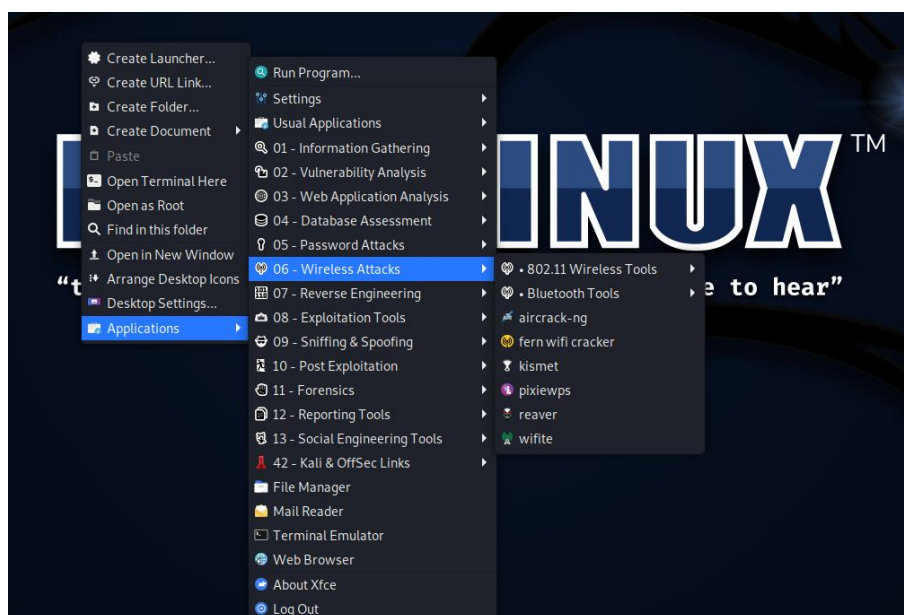 Create Launcher...
Create URL Link...
Create Folder...
Create Document
Paste
Open Terminal Here
Open as Root
Find in this folder
Open in New Window
Arrange Desktop Icons
Desktop Settings...
Applications
Run Program...
Settings
Usual Applications
01 - Information Gathering
02 - Vulnerability Analysis
03 - Web Application Analysis
04 - Database Assessment
05 - Password Attacks
06 - Wireless Attacks
07 - Reverse Engineering
08 - Exploitation Tools
09 - Sniffing & Spoofing
10 - Post Exploitation
11 - Forensics
12 - Reporting Tools
13 - Social Engineering Tools
42 - Kali & OffSec Links
File Manager
Mail Reader
Terminal Emulator
Web Browser
About Xfce
Log Out
• 802.11 Wireless Tools
• Bluetooth Tools
aircrack-ng
fern wifi cracker
kismet
pixiewps
reaver
wifite
INUX TM
“t e to hear”